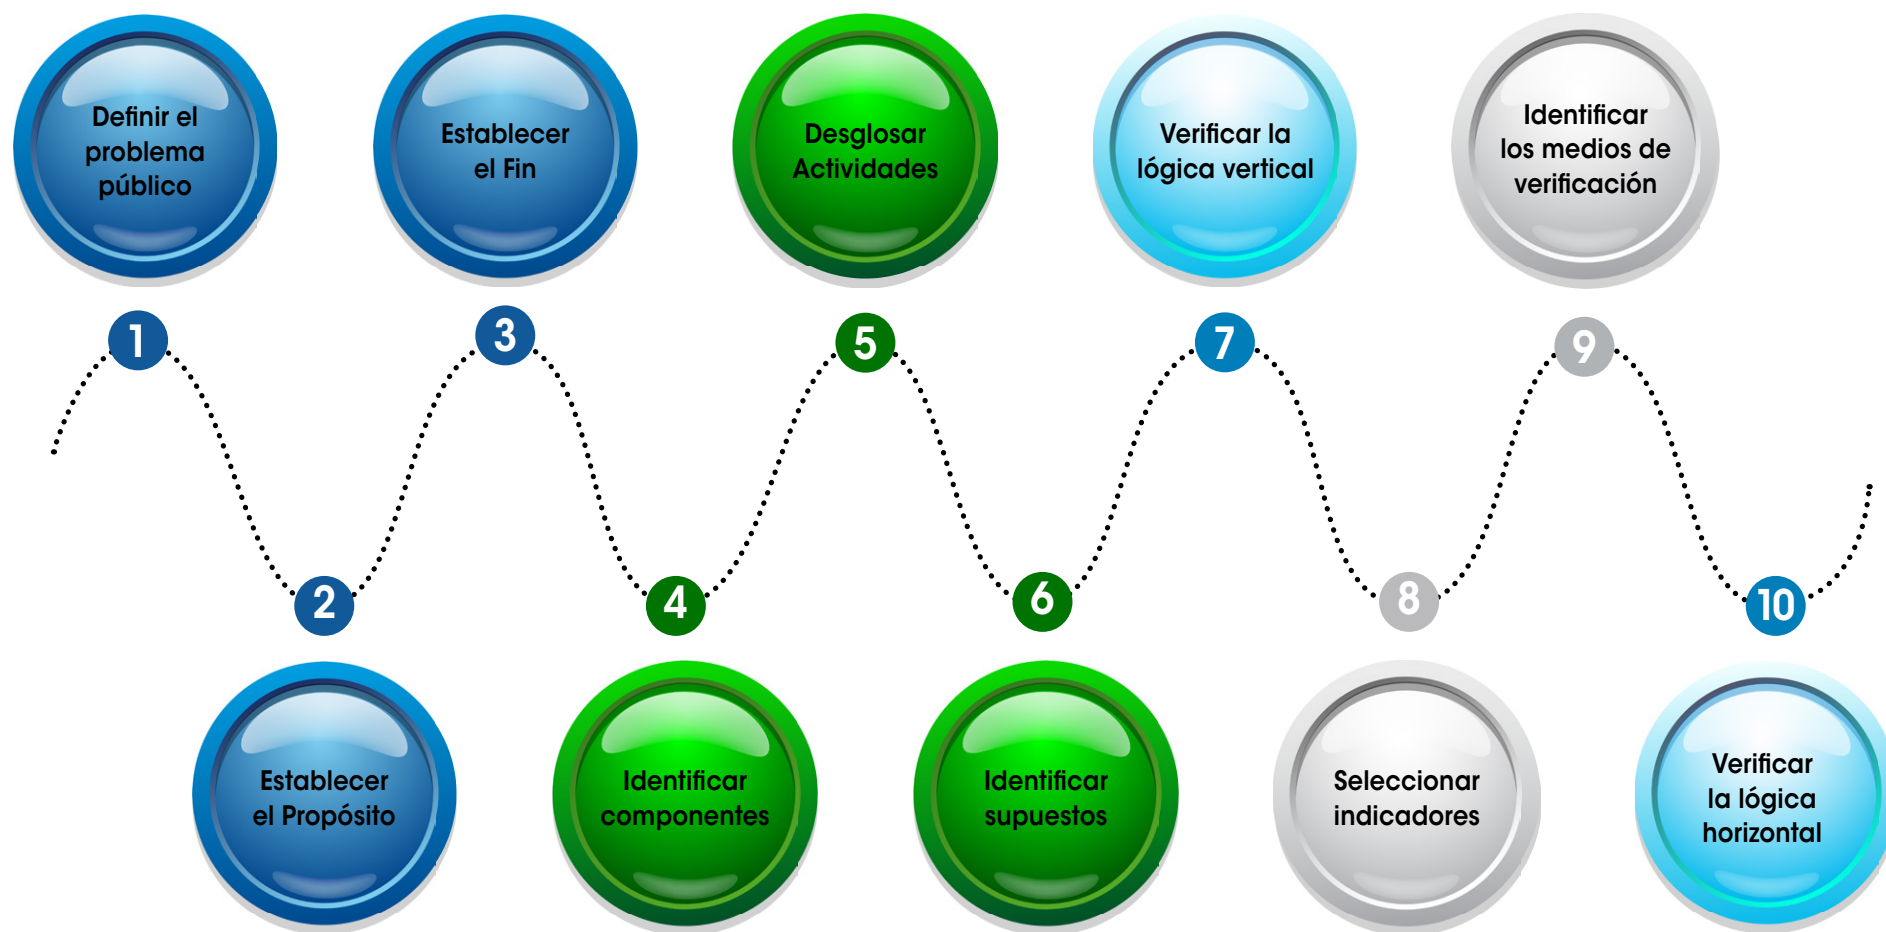 Definir el
problema
público
Establecer
el Fin
Desglosar
Actividades
Verificar la
lógica vertical
Identificar
los medios de
verificación
1
3
5
7
9
2
4
6
8
10
Establecer
el Propósito
Identificar
componentes
Identificar
supuestos
Seleccionar
indicadores
Verificar
la lógica
horizontal